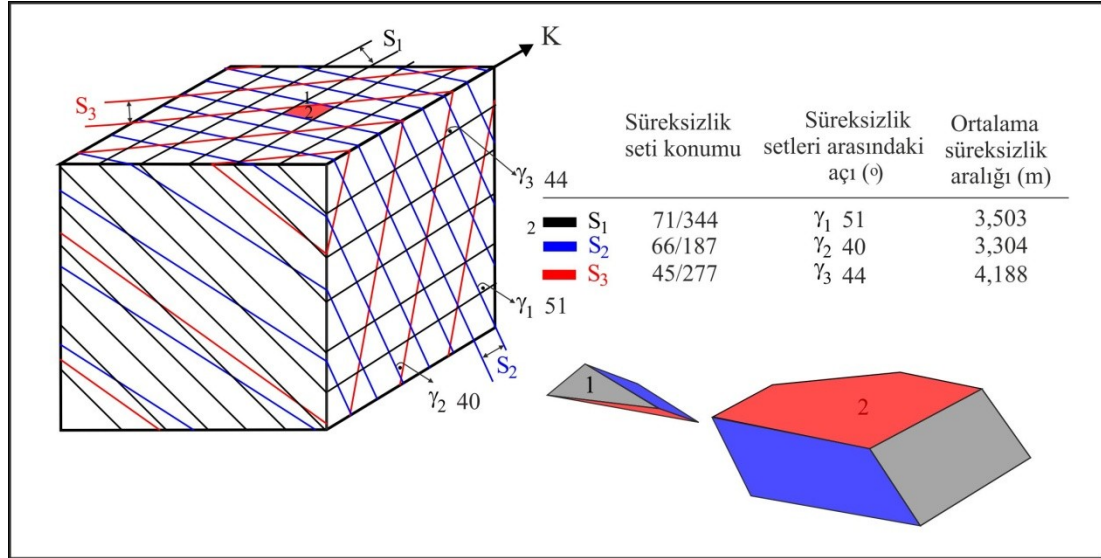 K
S1
S3
1
2
γ3 44
γ1 51
S2
γ2 40
Süreksizlik seti konumu
Süreksizlik setleri arasındaki açı (o)
Ortalama süreksizlik aralığı (m)
2 S1 71/344 γ1 51 3,503
S2 66/187 γ2 40 3,304
S3 45/277 γ3 44 4,188
1
2